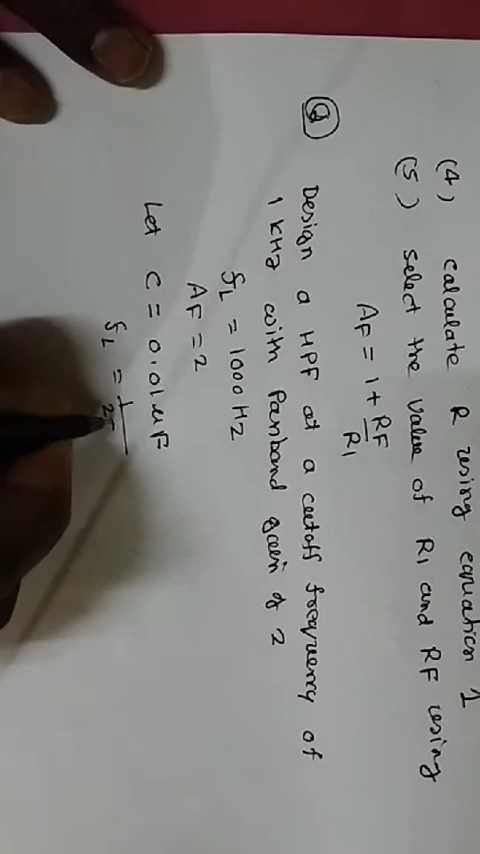 (4) calculate R using equation 1
(5) select the value of R1 and RF using
AF = 1 + RF/R1
Q Design a HPF at a cutoff frequency of
1 KHz with Panband gain of 2
fL = 1000 Hz
AF = 2
Let C = 0.01 μF
fL = 1/2π